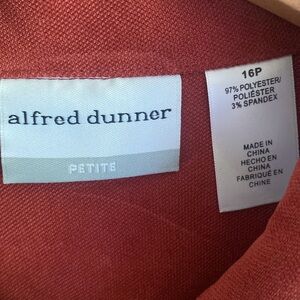 alfred dunner
PETITE
16P
97% POLYESTER/
POLIÉSTER
3% SPANDEX
MADE IN
CHINA
HECHO EN
CHINA
FABRIQUÉ EN
CHINE